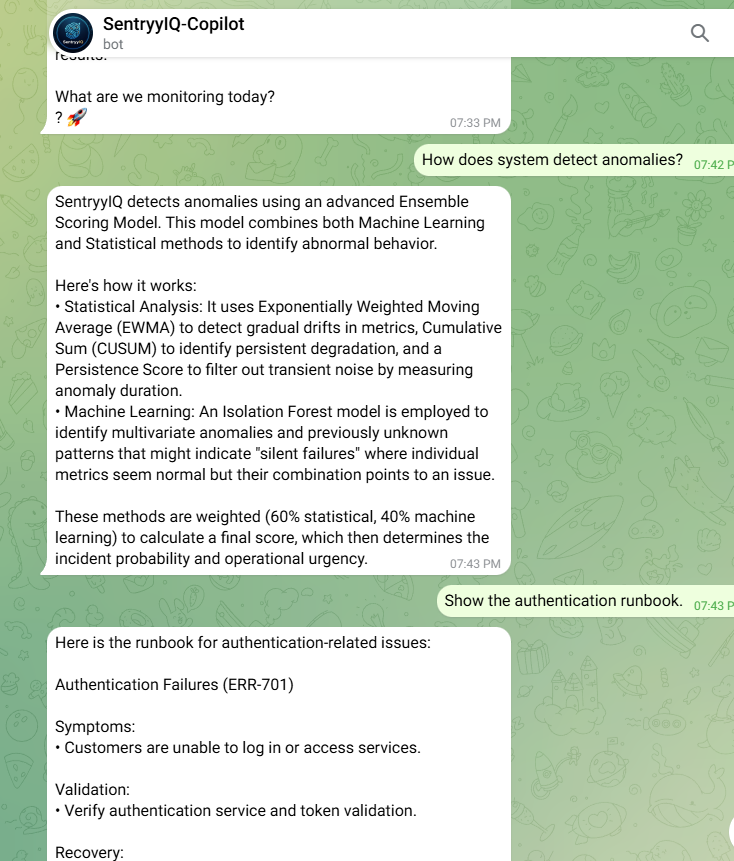 SentryyIQ-Copilot
bot
results.
What are we monitoring today?
? 🚀
07:33 PM
How does system detect anomalies?
07:42 P
SentryyIQ detects anomalies using an advanced Ensemble
Scoring Model. This model combines both Machine Learning
and Statistical methods to identify abnormal behavior.
Here's how it works:
• Statistical Analysis: It uses Exponentially Weighted Moving
Average (EWMA) to detect gradual drifts in metrics, Cumulative
Sum (CUSUM) to identify persistent degradation, and a
Persistence Score to filter out transient noise by measuring
anomaly duration.
• Machine Learning: An Isolation Forest model is employed to
identify multivariate anomalies and previously unknown
patterns that might indicate "silent failures" where individual
metrics seem normal but their combination points to an issue.
These methods are weighted (60% statistical, 40% machine
learning) to calculate a final score, which then determines the
incident probability and operational urgency.
07:43 PM
Show the authentication runbook.
07:43 P
Here is the runbook for authentication-related issues:
Authentication Failures (ERR-701)
Symptoms:
• Customers are unable to log in or access services.
Validation:
• Verify authentication service and token validation.
Recovery: